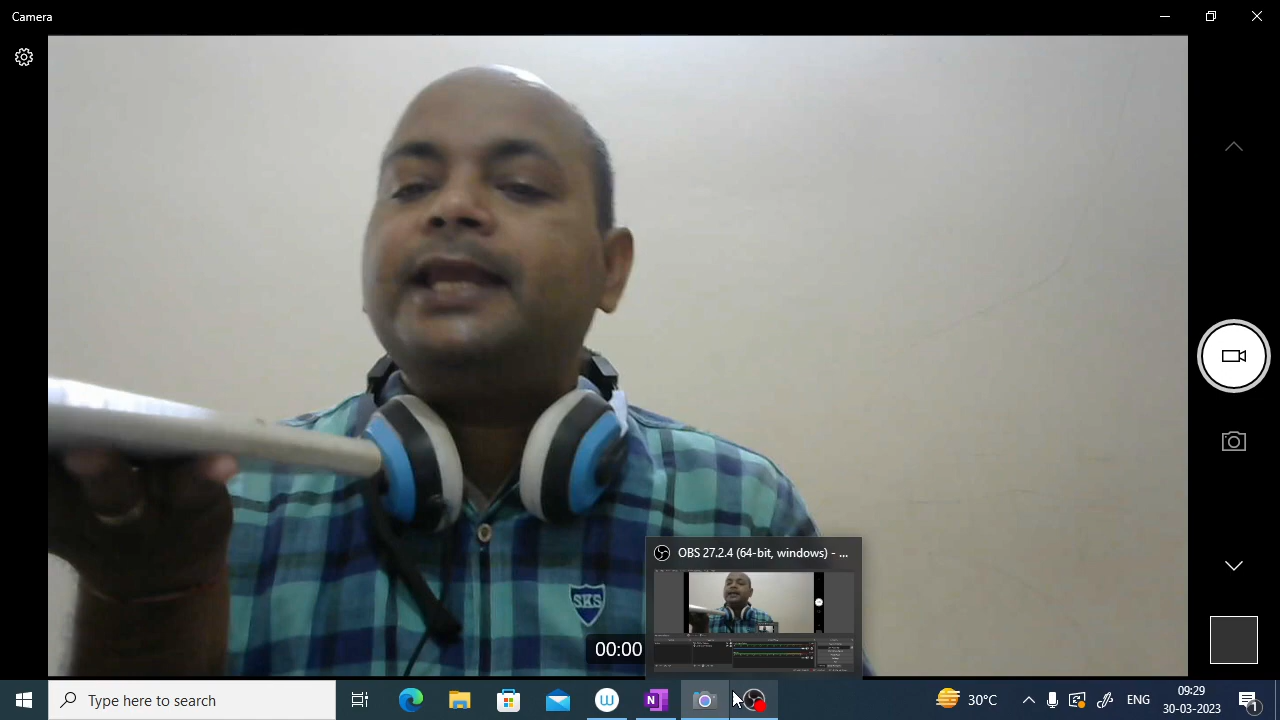 Camera
SKS
00:00
OBS 27.2.4 (64-bit, windows) - ...
Type here to search
30°C
ENG
09:29
30-03-2023
1